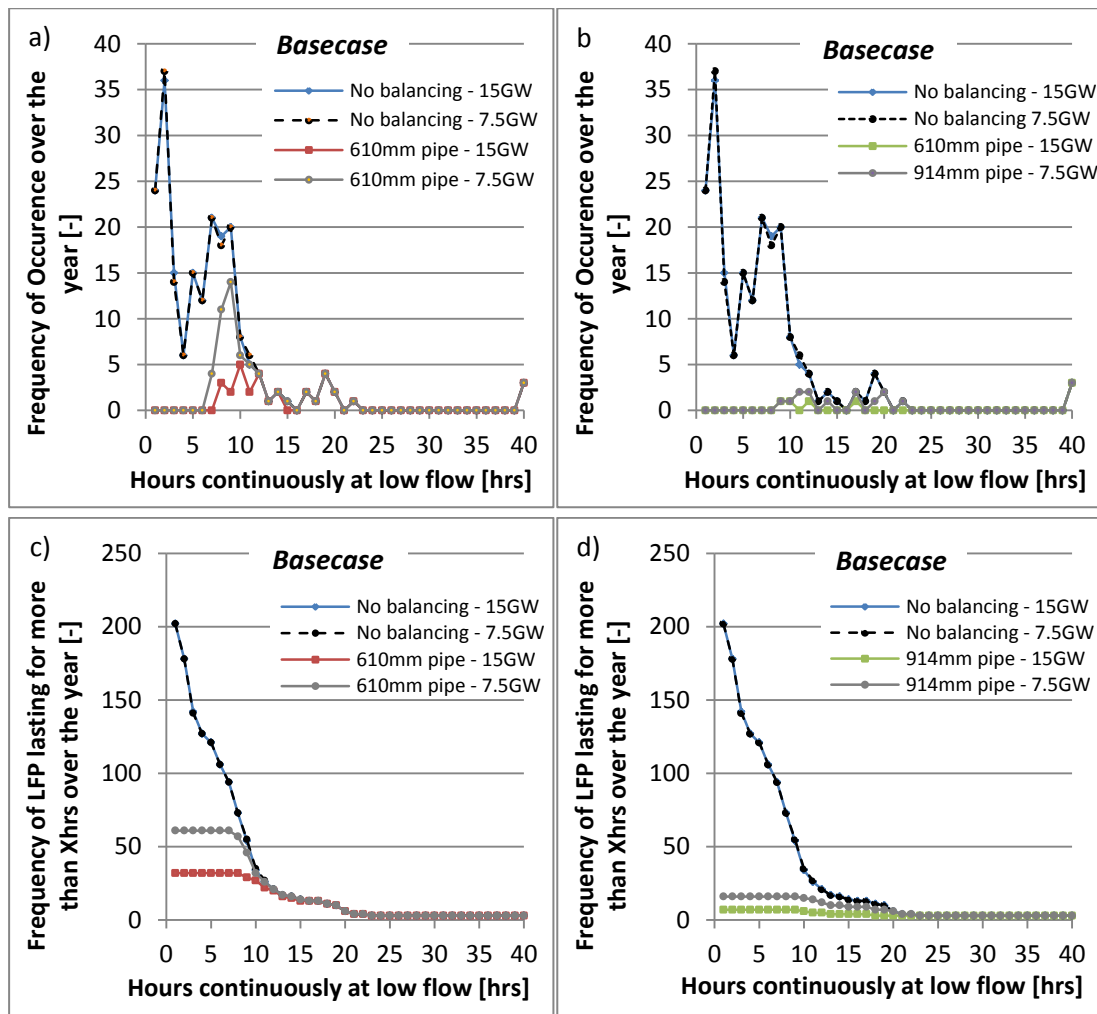 a)
Basecase
No balancing - 15GW
No balancing - 7.5GW
610mm pipe - 15GW
610mm pipe - 7.5GW
Frequency of Occurence over the
year [-]
40
35
30
25
20
15
10
5
0
0 5 10 15 20 25 30 35 40
Hours continuously at low flow [hrs]
b
Basecase
No balancing - 15GW
No balancing 7.5GW
610mm pipe - 15GW
914mm pipe - 7.5GW
Frequency of Occurence over the
year [-]
40
35
30
25
20
15
10
5
0
0 10 20 30 40
Hours continuously at low flow [hrs]
c)
Basecase
No balancing - 15GW
No balancing - 7.5GW
610mm pipe - 15GW
610mm pipe - 7.5GW
Frequency of LFP lasting for more
than Xhrs over the year [-]
250
200
150
100
50
0
0 5 10 15 20 25 30 35 40
Hours continuously at low flow [hrs]
d)
Basecase
No balancing - 15GW
No balancing - 7.5GW
914mm pipe - 15GW
914mm pipe - 7.5GW
Frequency of LFP lasting for more
than Xhrs over the year [-]
250
200
150
100
50
0
0 5 10 15 20 25 30 35 40
Hours continuously at low flow [hrs]